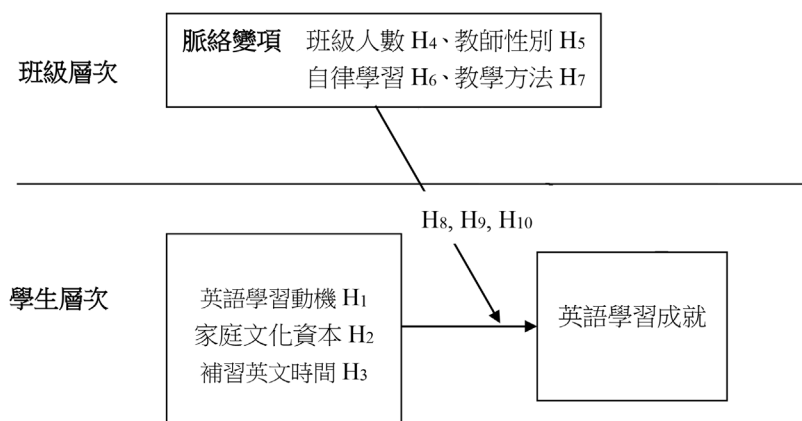 脈絡變項 班級人數 H4、教師性別 H5
班級層次
自律學習 H6、教學方法 H7
H8, H9, H10
學生層次
英語學習動機 H1
家庭文化資本 H2
補習英文時間 H3
英語學習成就